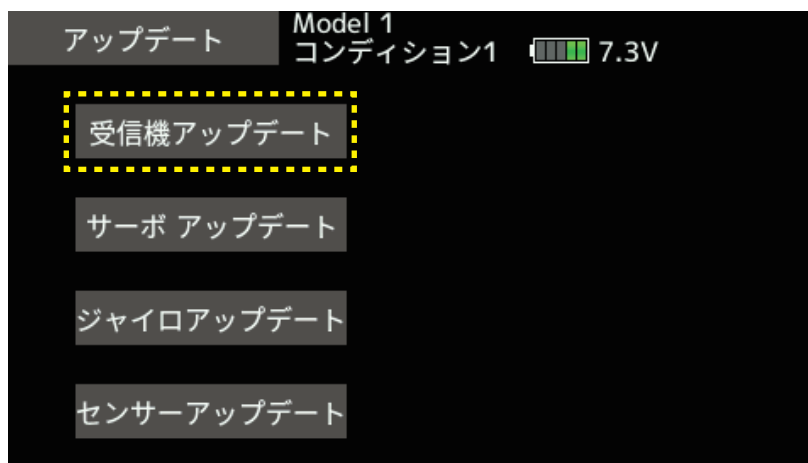 アップデート
Model 1
コンディション1 7.3V
受信機アップデート
サーボ アップデート
ジャイロアップデート
センサーアップデート